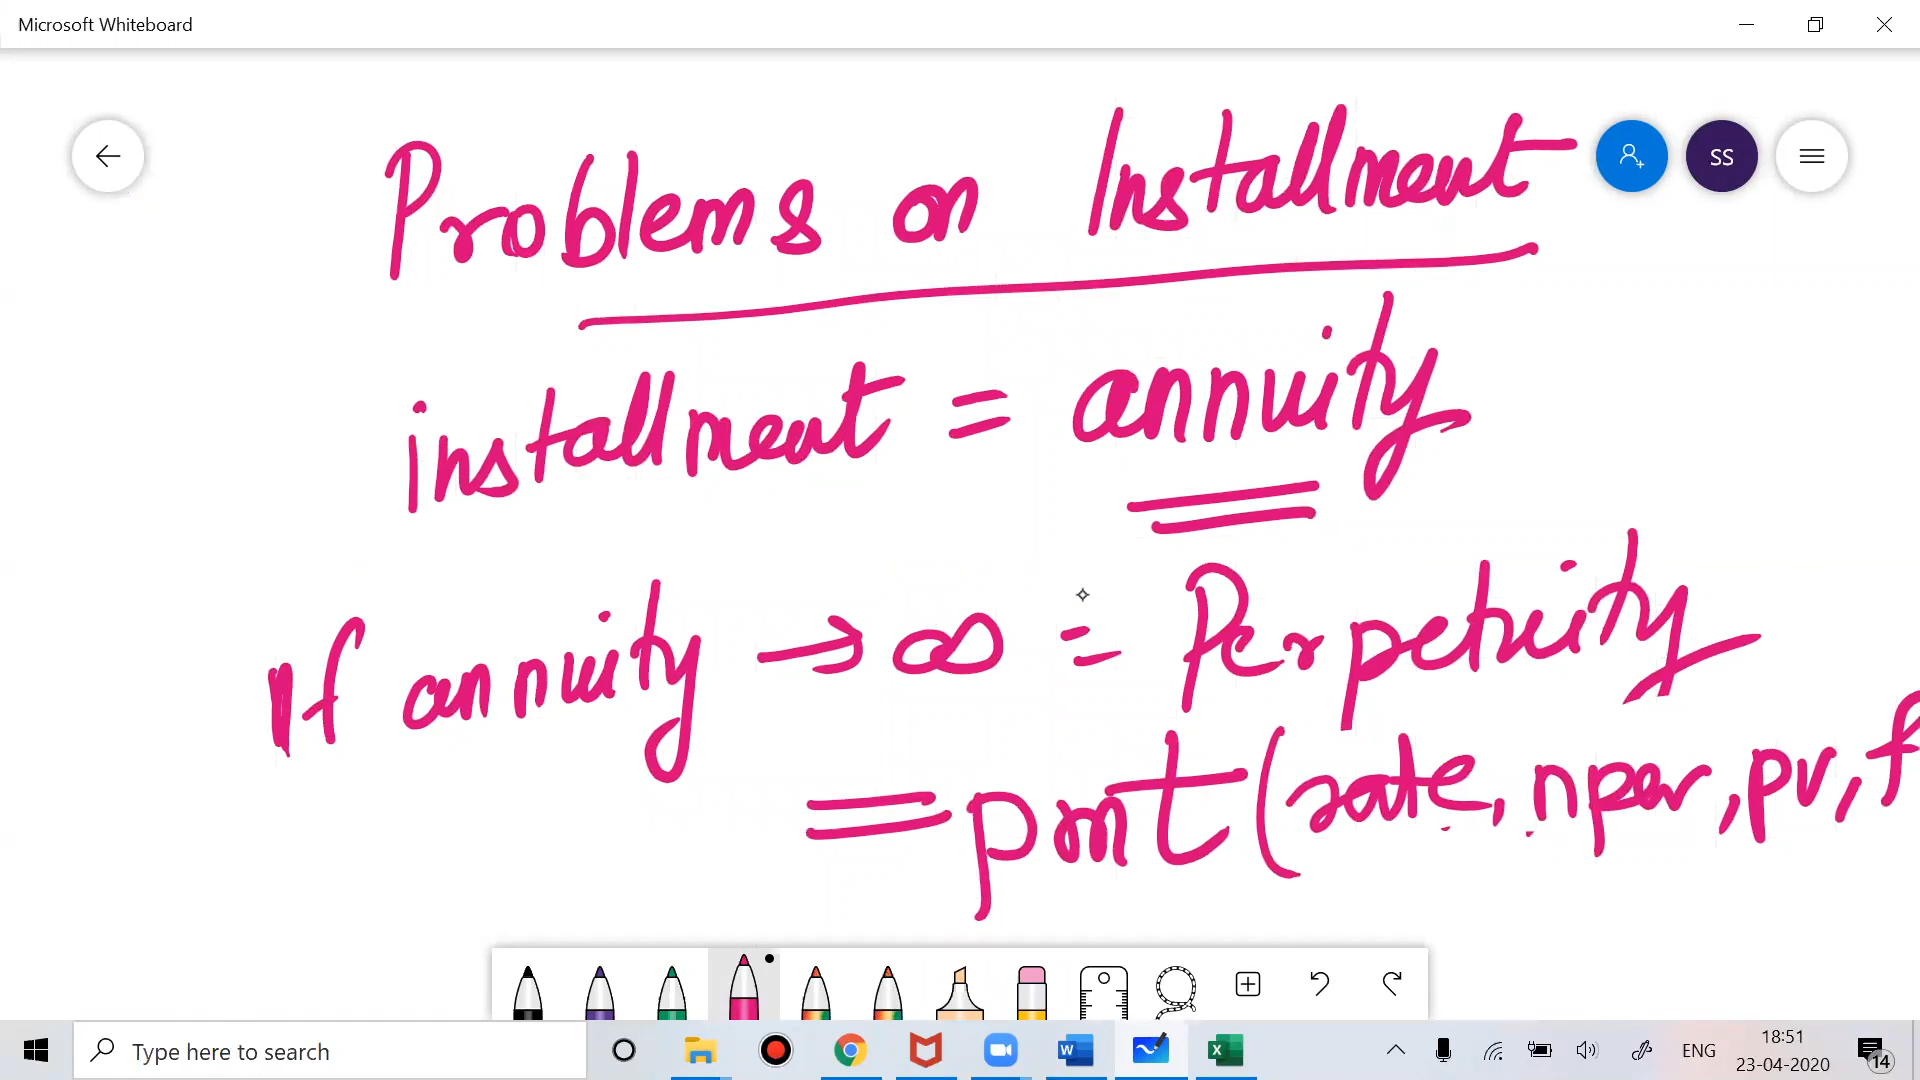 Microsoft Whiteboard
Problems on Installment
SS
installment = annuity
If annuity → ∞ = Perpetuity
=pmt(rate, nper, pv, f
Type here to search
ENG
18:51
23-04-2020
14